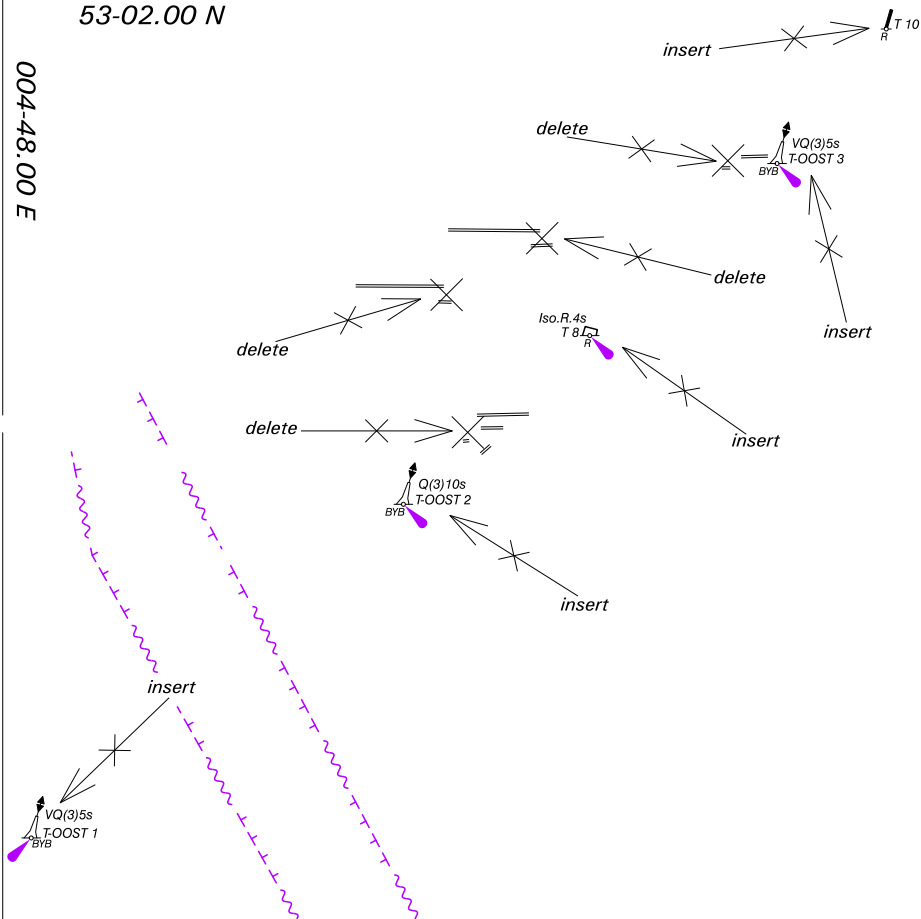 53-02.00 N
004-48.00 E
insert
T 10
R
delete
VQ(3)5s
T-OOST 3
BYB
delete
insert
Iso.R.4s
T 8
R
delete
insert
delete
Q(3)10s
T-OOST 2
BYB
insert
insert
VQ(3)5s
T-OOST 1
BYB